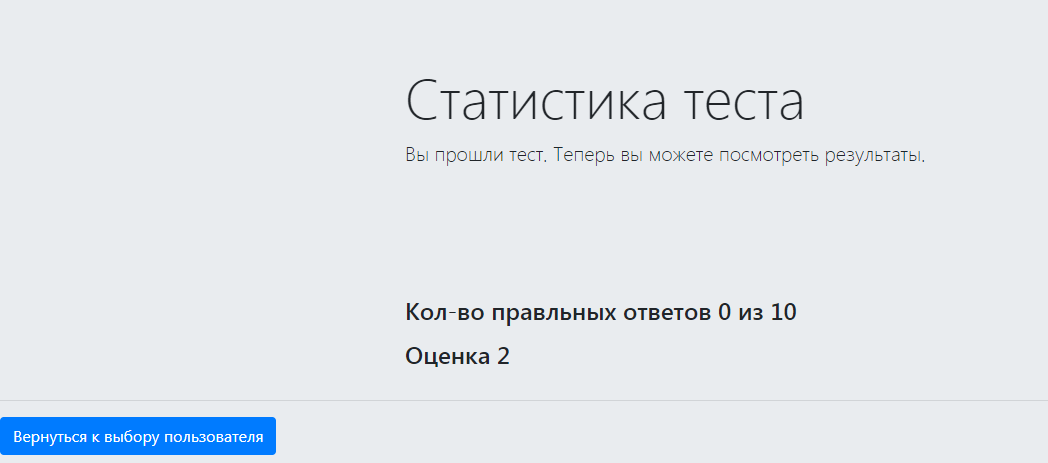 Статистика теста
Вы прошли тест. Теперь вы можете посмотреть результаты.
Кол-во правльных ответов 0 из 10
Оценка 2
Вернуться к выбору пользователя